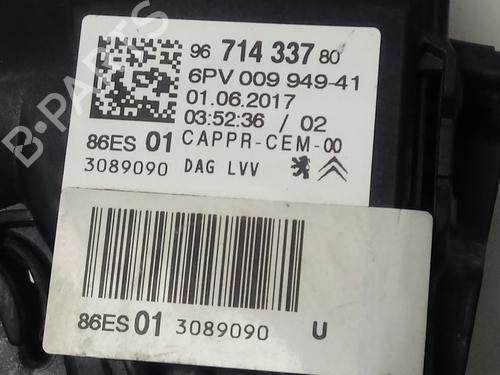 96 714 337 80
6PV 009 949-41
01.06.2017
03:52:36 / 02
86ES 01 CAPPR-CEM-00
3089090 DAG LVV
86ES 01 3089090 U
B-PARTS